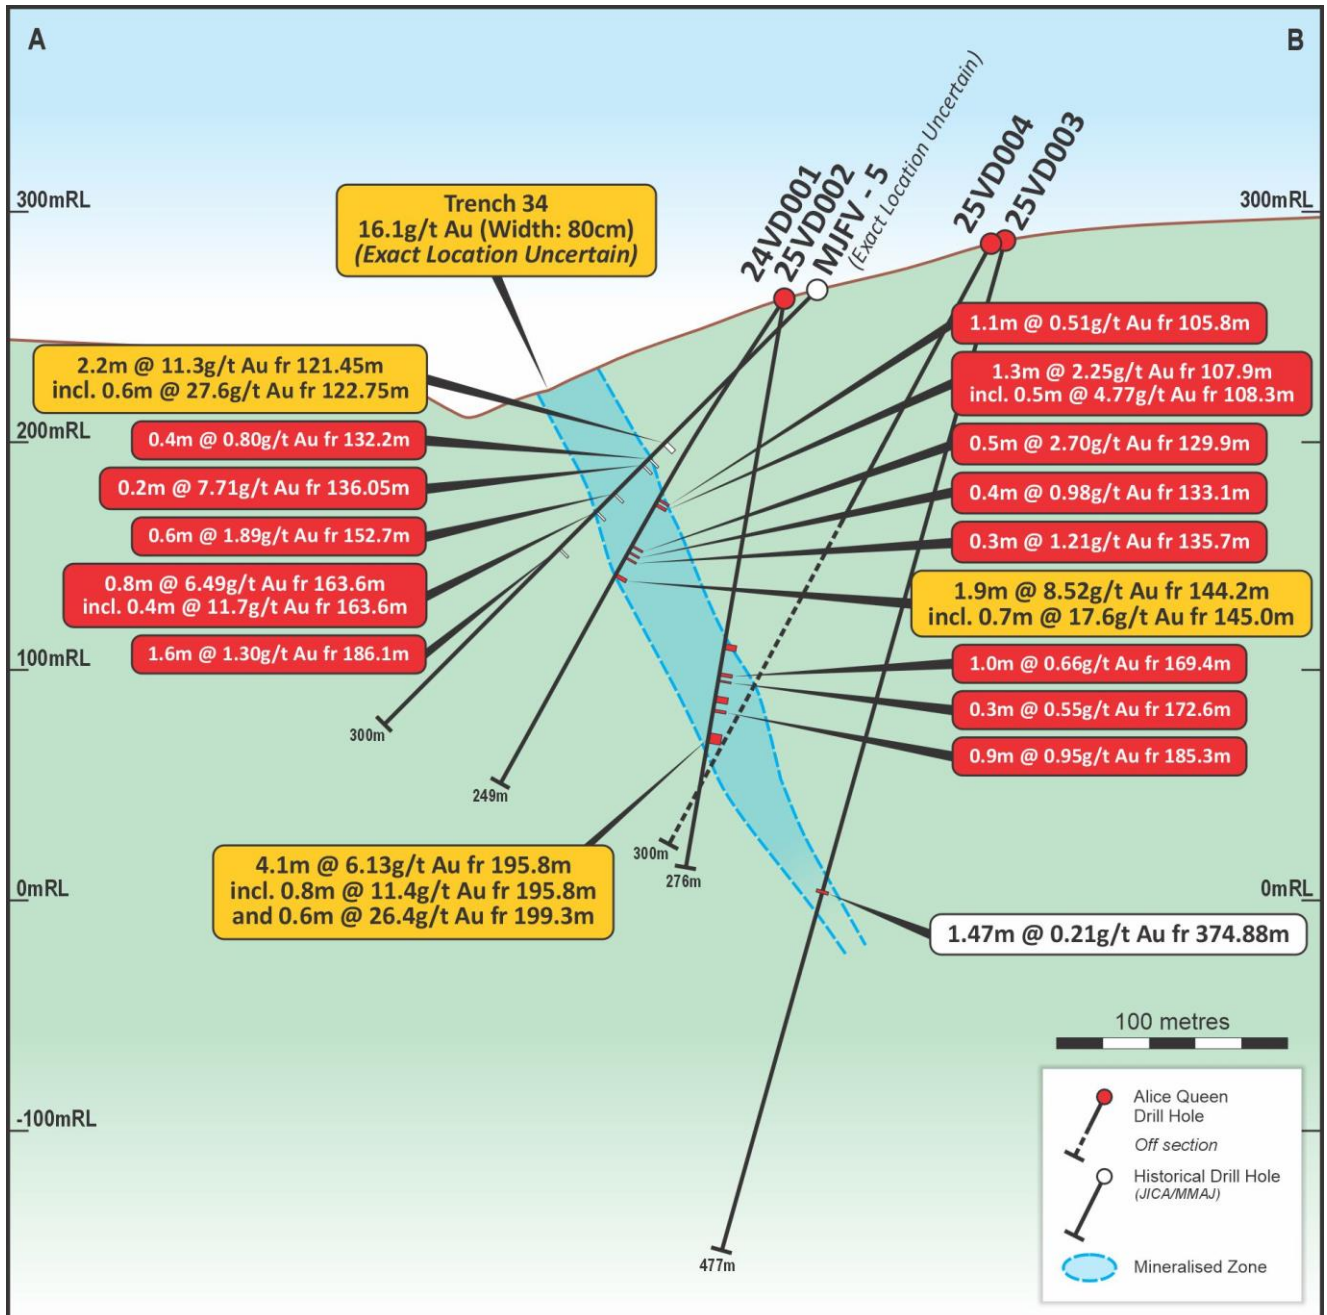 A
B
24VD001
25VD002
MJFV - 5
(Exact Location Uncertain)
25VD004
25VD003
300mRL
300mRL
Trench 34
16.1g/t Au (Width: 80cm)
(Exact Location Uncertain)
2.2m @ 11.3g/t Au fr 121.45m
incl. 0.6m @ 27.6g/t Au fr 122.75m
200mRL
0.4m @ 0.80g/t Au fr 132.2m
0.2m @ 7.71g/t Au fr 136.05m
0.6m @ 1.89g/t Au fr 152.7m
0.8m @ 6.49g/t Au fr 163.6m
incl. 0.4m @ 11.7g/t Au fr 163.6m
1.6m @ 1.30g/t Au fr 186.1m
100mRL
1.1m @ 0.51g/t Au fr 105.8m
1.3m @ 2.25g/t Au fr 107.9m
incl. 0.5m @ 4.77g/t Au fr 108.3m
0.5m @ 2.70g/t Au fr 129.9m
0.4m @ 0.98g/t Au fr 133.1m
0.3m @ 1.21g/t Au fr 135.7m
1.9m @ 8.52g/t Au fr 144.2m
incl. 0.7m @ 17.6g/t Au fr 145.0m
1.0m @ 0.66g/t Au fr 169.4m
0.3m @ 0.55g/t Au fr 172.6m
0.9m @ 0.95g/t Au fr 185.3m
300m
249m
300m
276m
4.1m @ 6.13g/t Au fr 195.8m
incl. 0.8m @ 11.4g/t Au fr 195.8m
and 0.6m @ 26.4g/t Au fr 199.3m
0mRL
0mRL
1.47m @ 0.21g/t Au fr 374.88m
100 metres
-100mRL
477m
Alice Queen
Drill Hole
Off section
Historical Drill Hole
(JICA/MMAJ)
Mineralised Zone